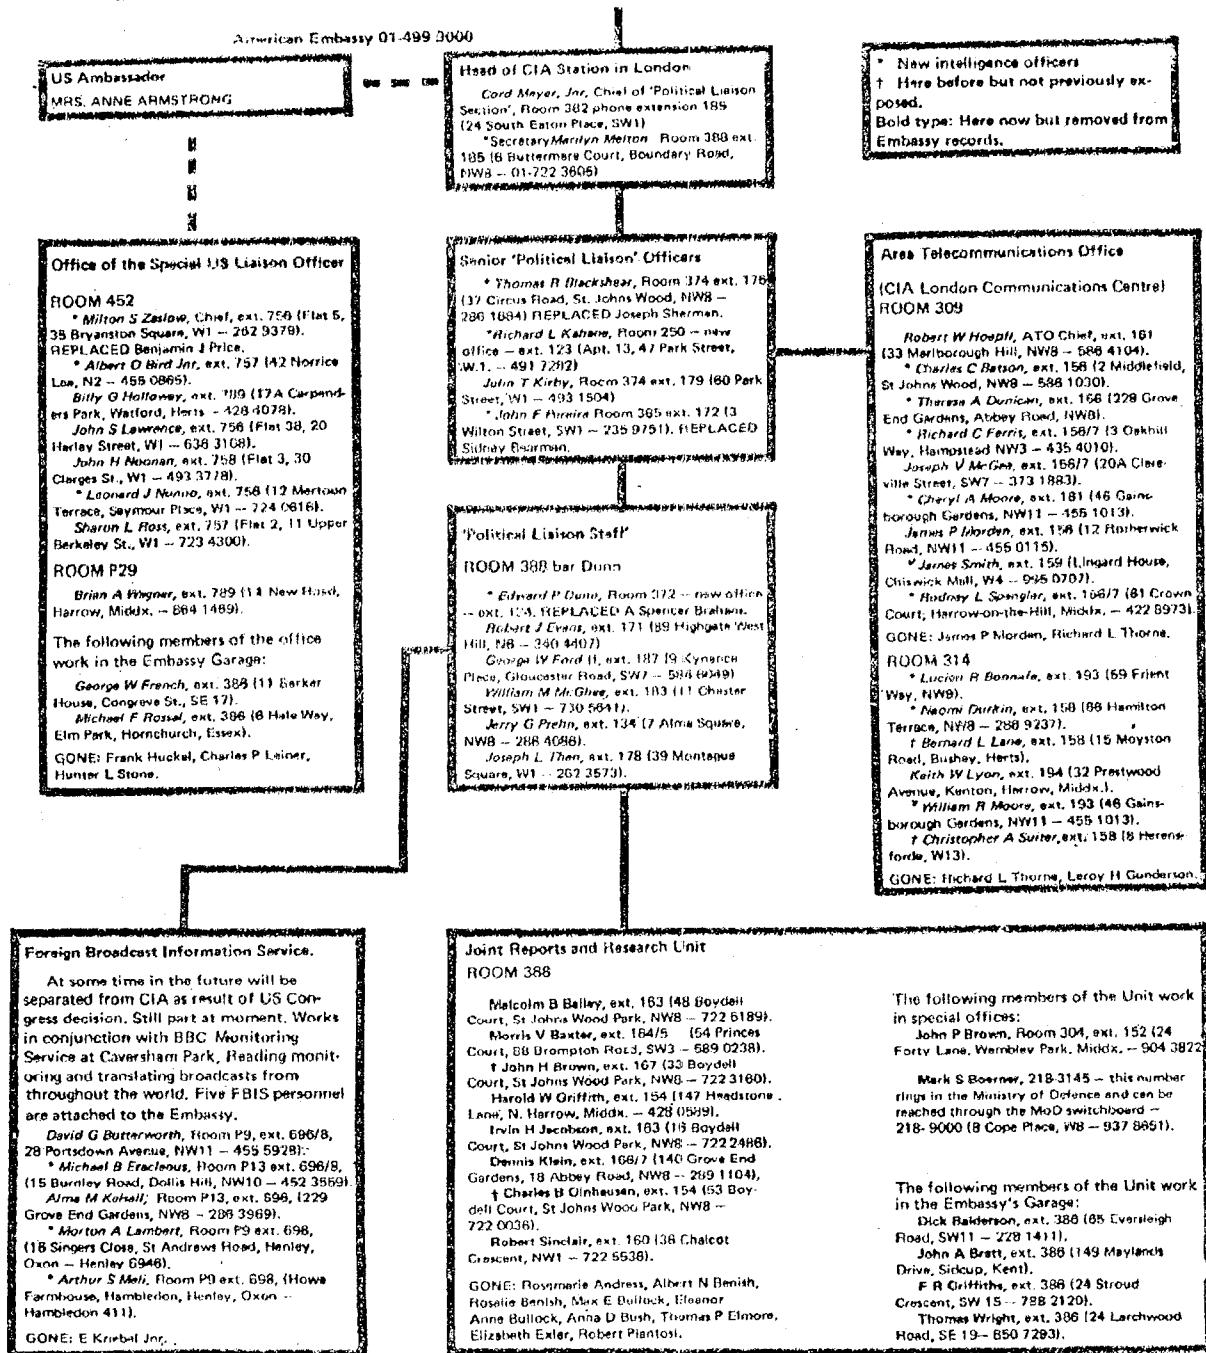 American Embassy 01-499 9000
US Ambassador
MRS. ANNE ARMSTRONG
Head of CIA Station in London
Cord Meyer, Jnr, Chief of 'Political Liaison
Section', Room 382 phone extension 185
(24 South Eaton Place, SW1)
*Secretary Marilyn Melton Room 388 ext.
185 (6 Buttermere Court, Boundary Road,
NW8 -- 01-722 3605)
* New intelligence officers
† Here before but not previously ex-
posed.
Bold type: Here now but removed from
Embassy records.
Office of the Special US Liaison Officer
ROOM 452
* Milton S Zaslow, Chief, ext. 756 (Flat 5,
35 Bryanston Square, W1 -- 262 9379).
REPLACED Benjamin J Price.
* Albert O Bird Jnr, ext. 757 (42 Norrice
Lea, N2 -- 455 0865).
Billy G Holloway, ext. 789 (17A Carpend-
ers Park, Watford, Herts -- 428 4078).
John S Lawrence, ext. 756 (Flat 38, 20
Harley Street, W1 -- 636 3108).
John H Noonan, ext. 758 (Flat 3, 30
Clarges St., W1 -- 493 3778).
* Leonard J Nunno, ext. 756 (12 Mertoun
Terrace, Seymour Place, W1 -- 724 0616).
Sharon L Ross, ext. 757 (Flat 2, 11 Upper
Berkeley St., W1 -- 723 4300).
ROOM P29
Brian A Wagner, ext. 789 (14 New Road,
Harrow, Middx. -- 864 1489).
The following members of the office
work in the Embassy Garage:
George W French, ext. 386 (11 Barker
House, Congreve St., SE 17).
Michael F Rossel, ext. 386 (6 Hale Way,
Elm Park, Hornchurch, Essex).
GONE: Frank Huckel, Charles P Leiner,
Hunter L Stone.
Senior 'Political Liaison' Officers
* Thomas R Blackshear, Room 374 ext. 176
(37 Circus Road, St. Johns Wood, NW8 --
286 1884) REPLACED Joseph Sherman.
*Richard L Kahane, Room 250 -- new
office -- ext. 123 (Apt. 13, 47 Park Street,
W.1. -- 491 7282)
John T Kirby, Room 374 ext. 179 (60 Park
Street, W1 -- 493 1504)
* John F Pereira Room 365 ext. 172 (3
Wilton Street, SW1 -- 235 9751). REPLACED
Sidney Bearman.
'Political Liaison Staff'
ROOM 388 bar Dunn
* Edward P Dunn, Room 372 -- new office
-- ext. 134. REPLACED A Spencer Braham.
Robert J Evans, ext. 171 (89 Highgate West
Hill, N6 -- 340 4407)
George W Ford II, ext. 187 (9 Kynance
Place, Gloucester Road, SW7 -- 584 6049)
William M McGhee, ext. 183 (11 Chester
Street, SW1 -- 730 5641).
Jerry G Prehn, ext. 134 (7 Alma Square,
NW8 -- 286 4086).
Joseph L Then, ext. 178 (39 Montague
Square, W1 -- 262 3573).
Area Telecommunications Office
(CIA London Communications Centre)
ROOM 309
Robert W Hoepfl, ATO Chief, ext. 161
(33 Marlborough Hill, NW8 -- 586 4104).
* Charles C Betson, ext. 156 (2 Middlefield,
St Johns Wood, NW8 -- 586 1030).
* Theresa A Dunican, ext. 166 (229 Grove
End Gardens, Abbey Road, NW8).
* Richard C Ferris, ext. 156/7 (3 Oakhill
Way, Hampstead NW3 -- 435 4010).
Joseph V McGee, ext. 156/7 (20A Clare-
ville Street, SW7 -- 373 1883).
* Cheryl A Moore, ext. 161 (46 Gains-
borough Gardens, NW11 -- 455 1013).
James P Morden, ext. 156 (12 Rotherwick
Road, NW11 -- 455 0115).
* James Smith, ext. 159 (Lingard House,
Chiswick Mall, W4 -- 995 0707).
* Rodney L Spangler, ext. 156/7 (61 Crown
Court, Harrow-on-the-Hill, Middx. -- 422 8973).
GONE: James P Morden, Richard L Thorne.
ROOM 314
* Lucien R Bonnafe, ext. 193 (59 Frient
Way, NW9).
* Naomi Durkin, ext. 158 (86 Hamilton
Terrace, NW8 -- 286 9237).
† Bernard L Lane, ext. 158 (15 Moyston
Road, Bushey, Herts).
Keith W Lyon, ext. 194 (32 Prestwood
Avenue, Kenton, Harrow, Middx.).
* William R Moore, ext. 193 (46 Gains-
borough Gardens, NW11 -- 455 1013).
† Christopher A Suiter, ext. 158 (8 Herens-
forde, W13).
GONE: Richard L Thorne, Leroy H Gunderson.
Foreign Broadcast Information Service.
At some time in the future will be
separated from CIA as result of US Con-
gress decision. Still part at moment. Works
in conjunction with BBC Monitoring
Service at Caversham Park, Reading monit-
oring and translating broadcasts from
throughout the world. Five FBIS personnel
are attached to the Embassy.
David G Butterworth, Room P9, ext. 696/8,
28 Portsdown Avenue, NW11 -- 455 5928).
* Michael B Eracleous, Room P13 ext. 696/8,
(15 Burnley Road, Dollis Hill, NW10 -- 452 3559).
Alma M Kohall, Room P13, ext. 696, (229
Grove End Gardens, NW8 -- 286 3969).
* Morton A Lambert, Room P9 ext. 698,
(18 Singers Close, St Andrews Road, Henley,
Oxon -- Henley 6946).
* Arthur S Meli, Room P9 ext. 698, (Howe
Farmhouse, Hambledon, Henley, Oxon --
Hambledon 411).
GONE: E Kriebal Jnr.
Joint Reports and Research Unit
ROOM 388
Malcolm B Bailey, ext. 163 (48 Boydell
Court, St Johns Wood Park, NW8 -- 722 6189).
Morris V Baxter, ext. 184/5 (54 Princes
Court, 88 Brompton Road, SW3 -- 589 0238).
† John H Brown, ext. 167 (33 Boydell
Court, St Johns Wood Park, NW8 -- 722 3160).
Harold W Griffith, ext. 154 (147 Headstone
Lane, N. Harrow, Middx. -- 428 0589).
Irvin H Jacobson, ext. 163 (16 Boydell
Court, St Johns Wood Park, NW8 -- 722 2486).
Dennis Klein, ext. 166/7 (140 Grove End
Gardens, 18 Abbey Road, NW8 -- 289 1104),
† Charles B Olnhausen, ext. 154 (53 Boy-
dell Court, St Johns Wood Park, NW8 --
722 0036).
Robert Sinclair, ext. 160 (36 Chalcot
Crescent, NW1 -- 722 5538).
GONE: Rosemarie Andress, Albert N Benish,
Rosalie Benish, Max E Bullock, Eleanor
Anne Bullock, Anna D Bush, Thomas P Elmore,
Elizabeth Exler, Robert Plantosi.
The following members of the Unit work
in special offices:
John P Brown, Room 304, ext. 152 (24
Forty Lane, Wembley Park, Middx. -- 904 3822
Mark S Boerner, 218-3145 -- this number
rings in the Ministry of Defence and can be
reached through the MoD switchboard --
218- 9000 (8 Cope Place, W8 -- 937 8651).
The following members of the Unit work
in the Embassy's Garage:
Dick Balderson, ext. 386 (65 Eversleigh
Road, SW11 -- 228 1411).
John A Brett, ext. 386 (149 Maylands
Drive, Sidcup, Kent).
F R Griffiths, ext. 386 (24 Stroud
Crescent, SW 15 -- 788 2120).
Thomas Wright, ext. 386 (24 Larchwood
Road, SE 19-- 850 7293).